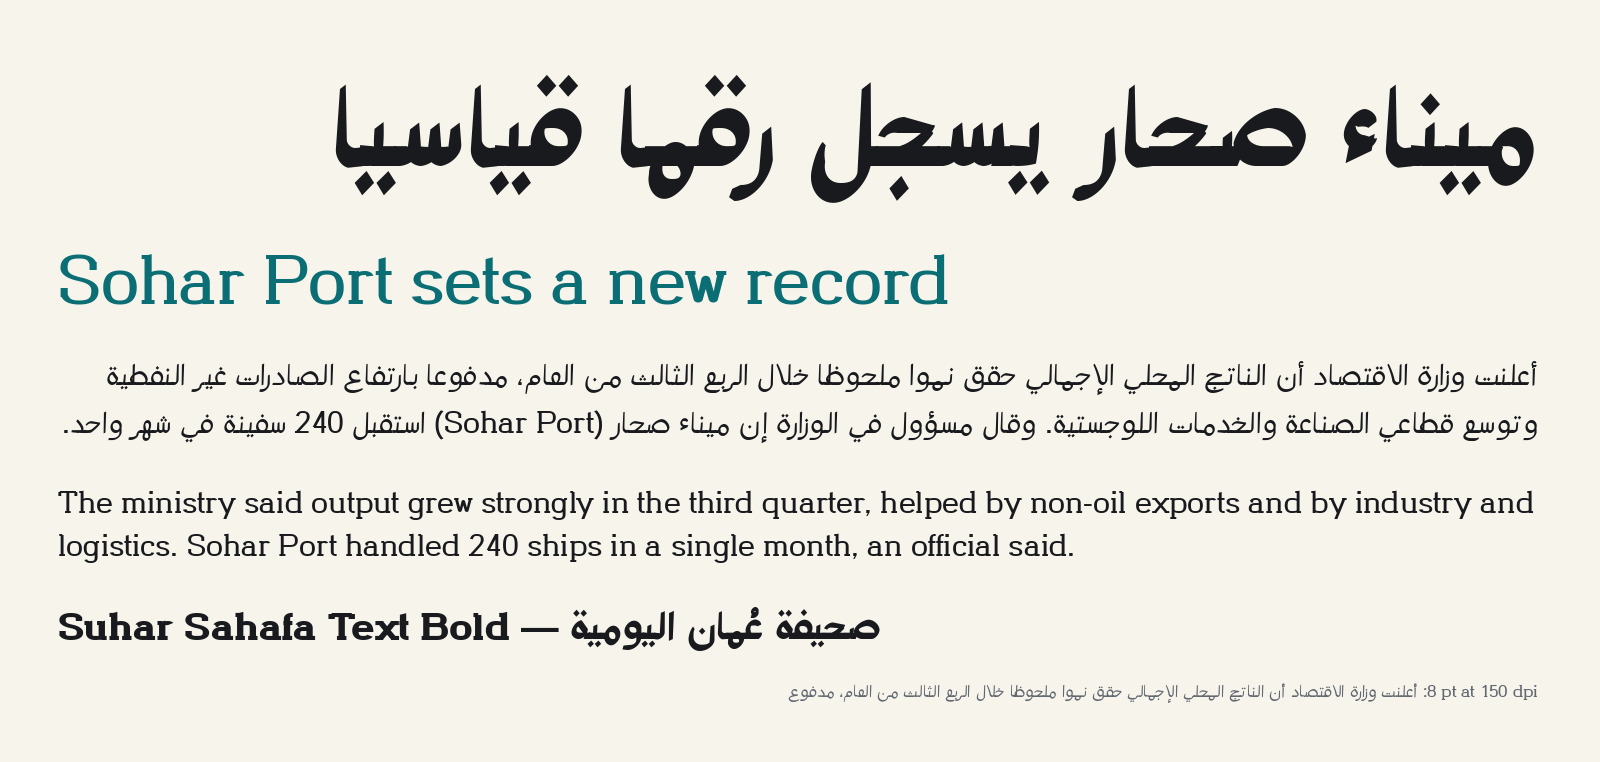 ميناء صحار يسجل رقما قياسيا
Sohar Port sets a new record
أعلنت وزارة الاقتصاد أن الناتج المحلي الإجمالي حقق نموا ملحوظا خلال الربع الثالث من العام، مدفوعا بارتفاع الصادرات غير النفطية
وتوسع قطاعي الصناعة والخدمات اللوجستية. وقال مسؤول في الوزارة إن ميناء صحار (Sohar Port) استقبل 240 سفينة في شهر واحد.
The ministry said output grew strongly in the third quarter, helped by non-oil exports and by industry and
logistics. Sohar Port handled 240 ships in a single month, an official said.
Suhar Sahafa Text Bold — صحيفة عُمان اليومية
8 pt at 150 dpi: أعلنت وزارة الاقتصاد أن الناتج المحلي الإجمالي حقق نموا ملحوظا خلال الربع الثالث من العام، مدفوع